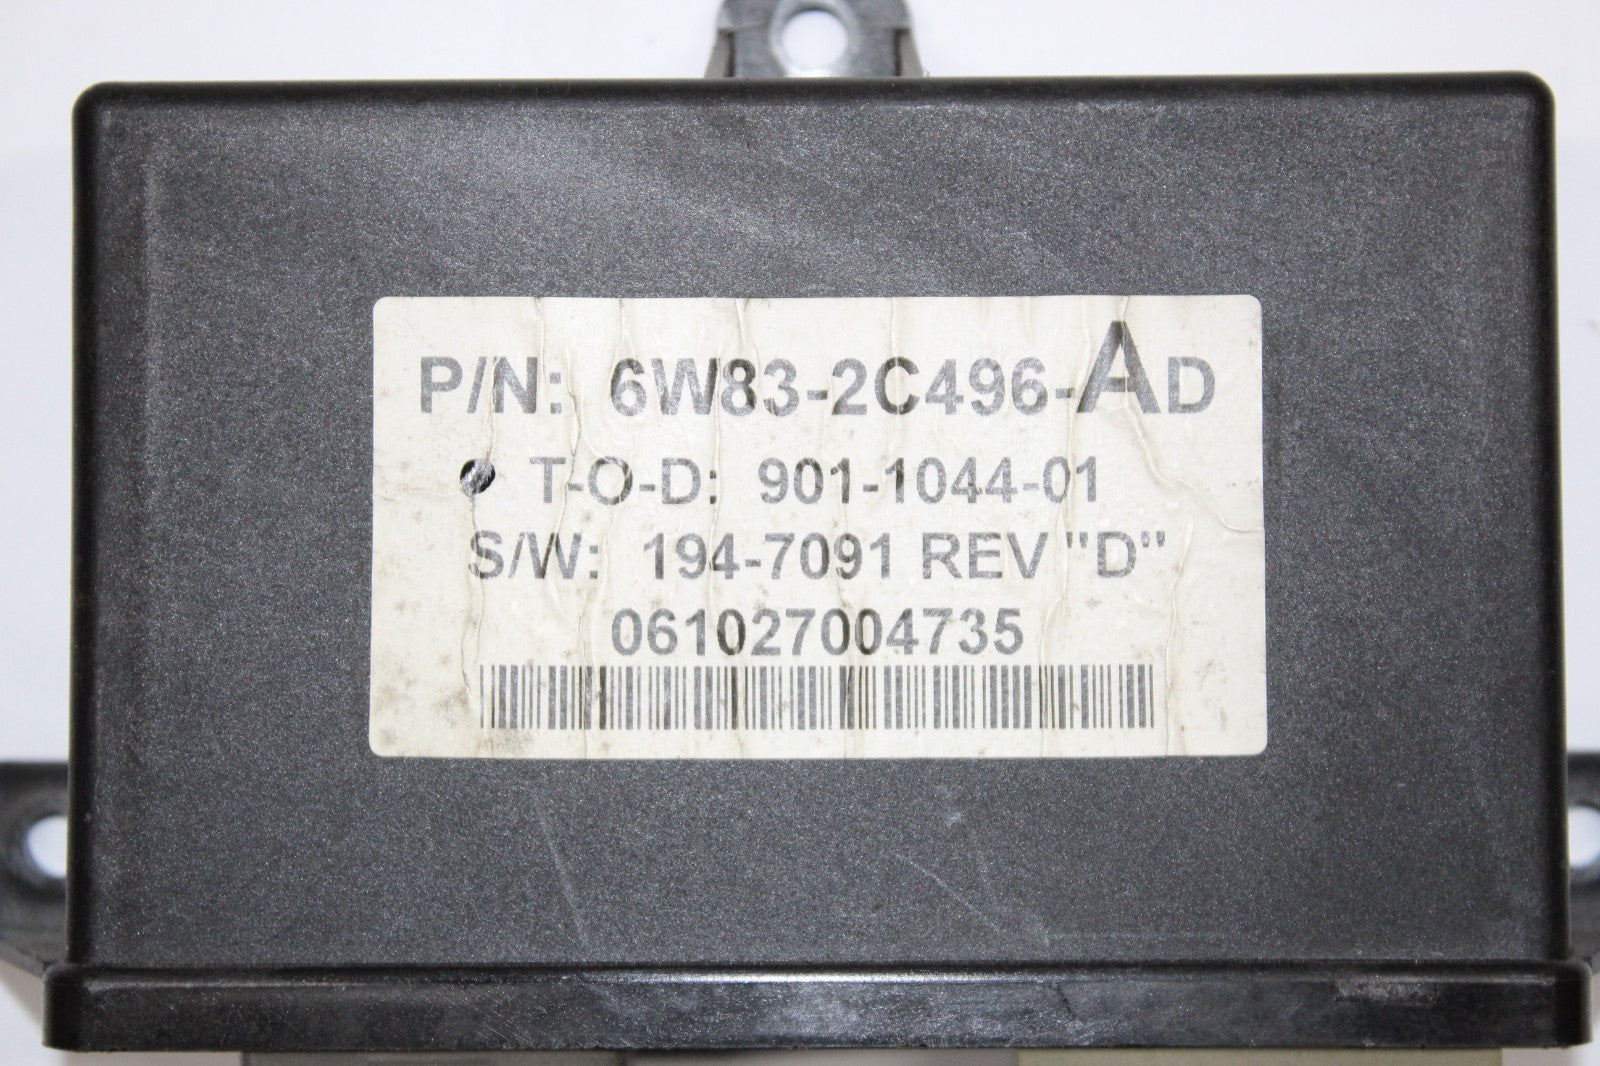 P/N: 6W83-2C496-AD
T-O-D: 901-1044-01
S/W: 194-7091 REV "D"
061027004735